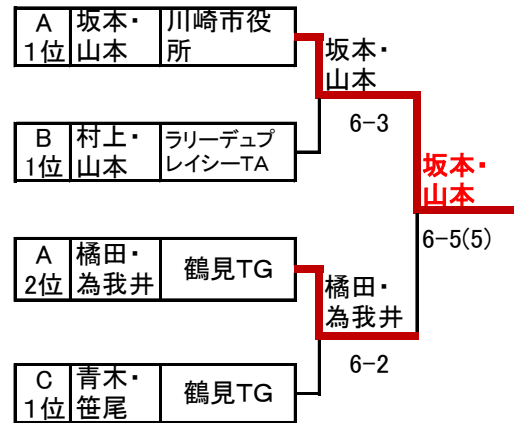 A
1位
坂本・
山本
川崎市役
所
坂本・
山本
6-3
B
1位
村上・
山本
ラリーデュプ
レイシーTA
坂本・
山本
6-5(5)
A
2位
橘田・
為我井
鶴見TG
橘田・
為我井
6-2
C
1位
青木・
笹尾
鶴見TG